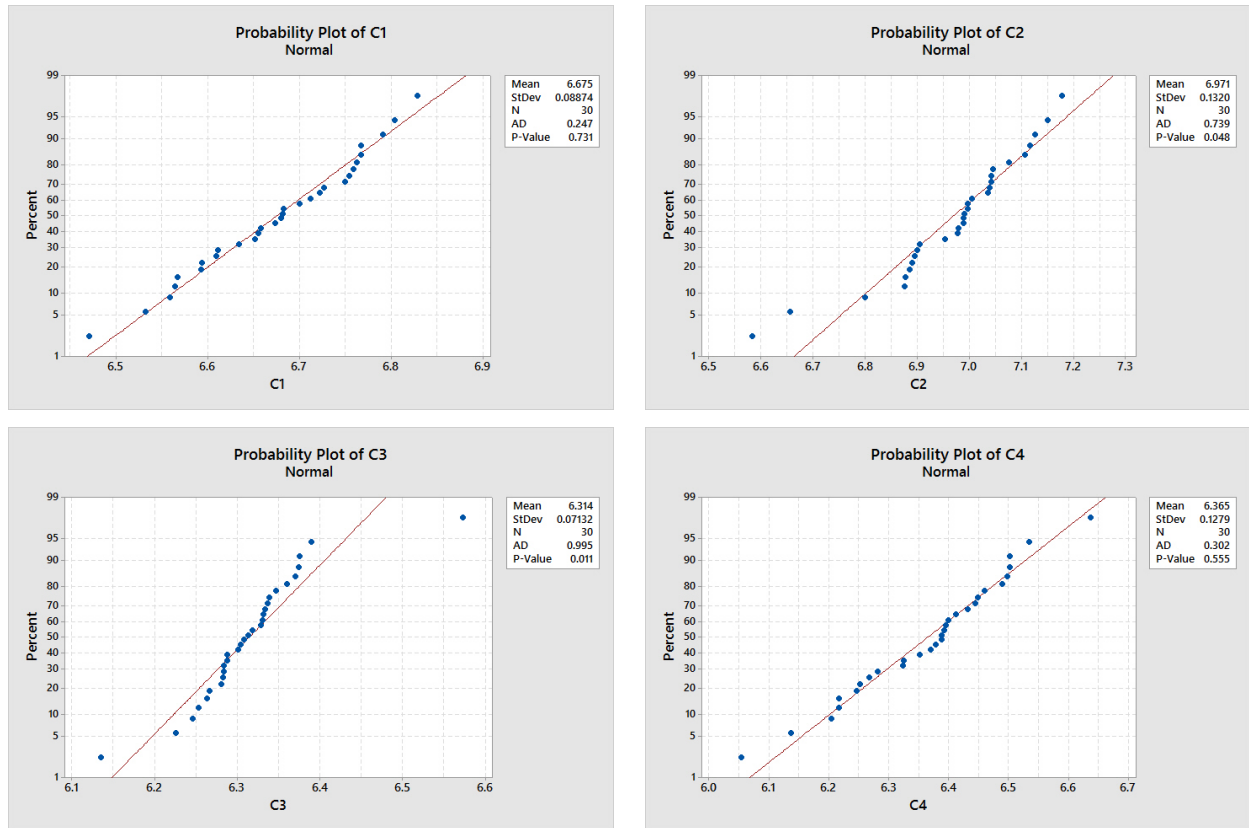 Probability Plot of C1
Normal
99
95
90
80
70
60
50
40
30
20
10
5
1
Percent
6.5 6.6 6.7 6.8 6.9
C1
Mean 6.675
StDev 0.08874
N 30
AD 0.247
P-Value 0.731
Probability Plot of C2
Normal
99
95
90
80
70
60
50
40
30
20
10
5
1
Percent
6.5 6.6 6.7 6.8 6.9 7.0 7.1 7.2 7.3
C2
Mean 6.971
StDev 0.1320
N 30
AD 0.739
P-Value 0.048
Probability Plot of C3
Normal
99
95
90
80
70
60
50
40
30
20
10
5
1
Percent
6.1 6.2 6.3 6.4 6.5 6.6
C3
Mean 6.314
StDev 0.07132
N 30
AD 0.995
P-Value 0.011
Probability Plot of C4
Normal
99
95
90
80
70
60
50
40
30
20
10
5
1
Percent
6.0 6.1 6.2 6.3 6.4 6.5 6.6 6.7
C4
Mean 6.365
StDev 0.1279
N 30
AD 0.302
P-Value 0.555